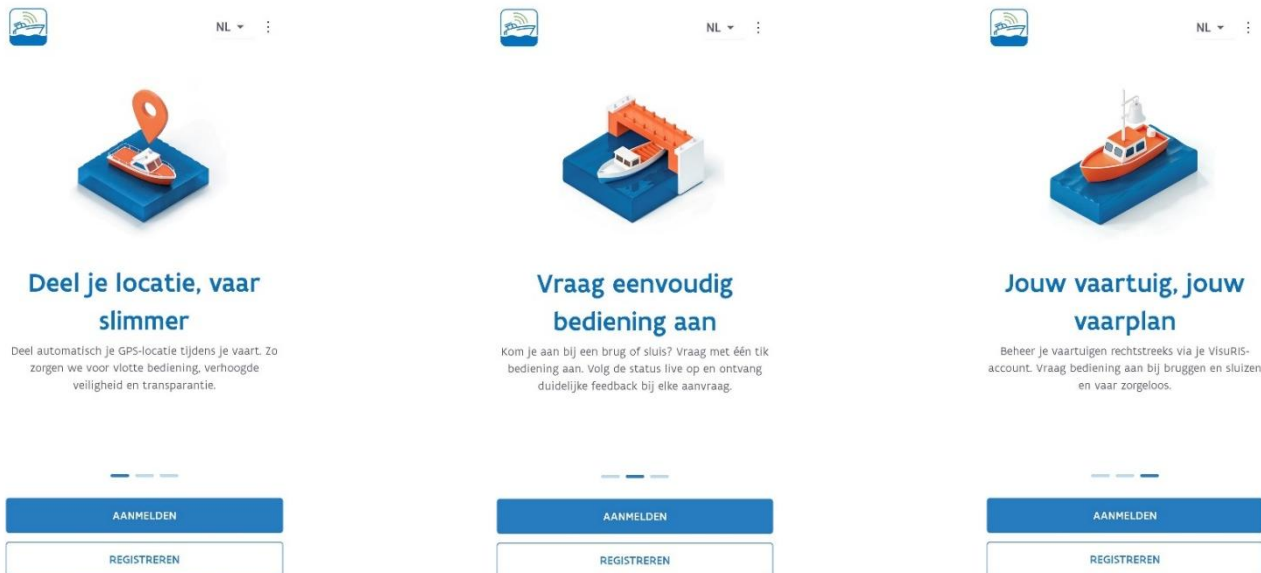 NL
Deel je locatie, vaar
slimmer
Deel automatisch je GPS-locatie tijdens je vaart. Zo
zorgen we voor vlotte bediening, verhoogde
veiligheid en transparantie.
AANMELDEN
REGISTREREN
NL
Vraag eenvoudig
bediening aan
Kom je aan bij een brug of sluis? Vraag met één tik
bediening aan. Volg de status live op en ontvang
duidelijke feedback bij elke aanvraag.
AANMELDEN
REGISTREREN
NL
Jouw vaartuig, jouw
vaarplan
Beheer je vaartuigen rechtstreeks via je VisuRIS-
account. Vraag bediening aan bij bruggen en sluizen
en vaar zorgeloos.
AANMELDEN
REGISTREREN